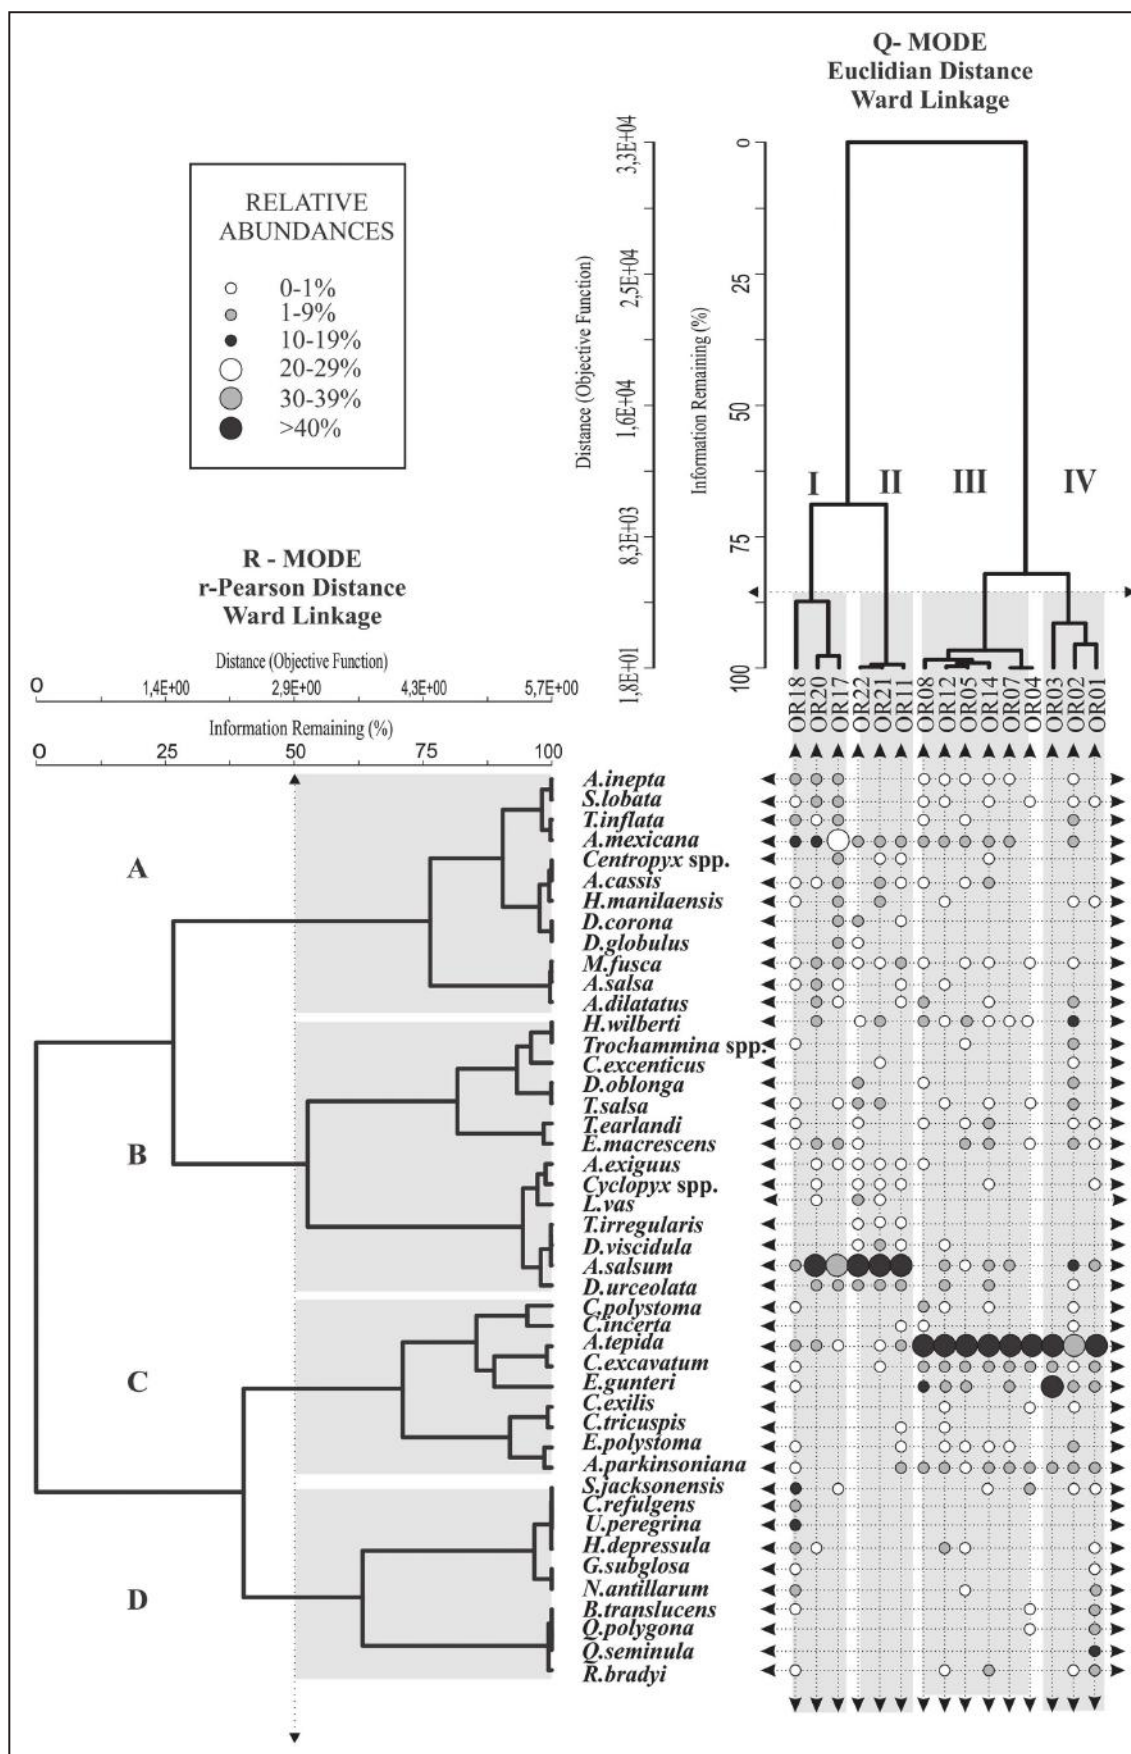 Q- MODE
Euclidian Distance
Ward Linkage
Distance (Objective Function)
3,3E+04
2,5E+04
1,6E+04
8,3E+03
1,8E+01
Information Remaining (%)
0
25
50
75
100
RELATIVE
ABUNDANCES
0-1%
1-9%
10-19%
20-29%
30-39%
>40%
I
II
III
IV
R - MODE
r-Pearson Distance
Ward Linkage
Distance (Objective Function)
O 1,4E+00 2,9E+00 4,3E+00 5,7E+00
Information Remaining (%)
O 25 50 75 100
OR18
OR20
OR17
OR22
OR21
OR11
OR08
OR12
OR05
OR14
OR07
OR04
OR03
OR02
OR01
A
B
C
D
A.inepta
S.lobata
T.inflata
A.mexicana
Centropyx spp.
A.cassis
H.manilaensis
D.corona
D.globulus
M.fusca
A.salsa
A.dilatatus
H.wilberti
Trochammina spp.
C.excenticus
D.oblonga
T.salsa
T.earlandi
E.macrescens
A.exiguus
Cyclopyx spp.
L.vas
T.irregularis
D.viscidula
A.salsum
D.urceolata
C.polystoma
C.incerta
A.tepida
C.excavatum
E.gunteri
C.exilis
C.tricuspis
E.polystoma
A.parkinsoniana
S.jacksonensis
C.refulgens
U.peregrina
H.depressula
G.subglosa
N.antillarum
B.translucens
Q.polygona
Q.seminula
R.bradyi